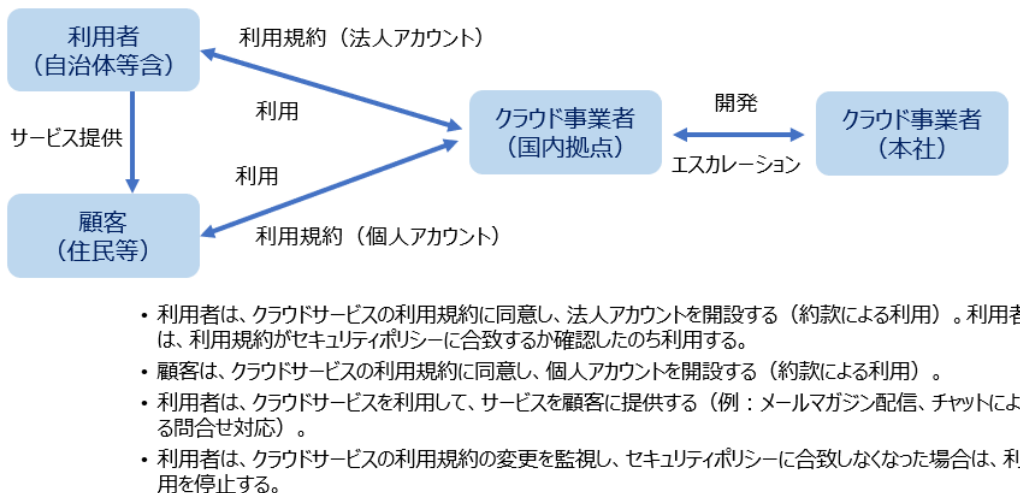 利用者
（自治体等含）
利用規約（法人アカウント）
利用
サービス提供
クラウド事業者
（国内拠点）
開発
エスカレーション
クラウド事業者
（本社）
利用
顧客
（住民等）
利用規約（個人アカウント）
• 利用者は、クラウドサービスの利用規約に同意し、法人アカウントを開設する（約款による利用）。利用者
は、利用規約がセキュリティポリシーに合致するか確認したのち利用する。
• 顧客は、クラウドサービスの利用規約に同意し、個人アカウントを開設する（約款による利用）。
• 利用者は、クラウドサービスを利用して、サービスを顧客に提供する（例：メールマガジン配信、チャットによ
る問合せ対応）。
• 利用者は、クラウドサービスの利用規約の変更を監視し、セキュリティポリシーに合致しなくなった場合は、利
用を停止する。